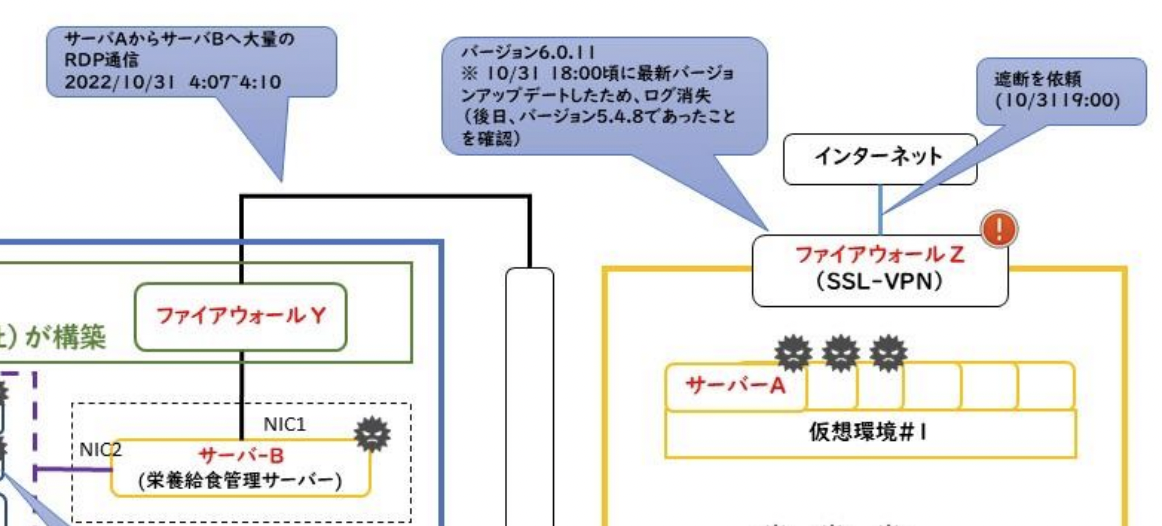 サーバAからサーバBへ大量の
RDP通信
2022/10/31 4:07~4:10
バージョン6.0.11
※ 10/31 18:00頃に最新バージョ
ンアップデートしたため、ログ消失
（後日、バージョン5.4.8であったこと
を確認）
遮断を依頼
(10/3119:00)
インターネット
ファイアウォールZ
（SSL-VPN）
ファイアウォールY
社）が構築
サーバーA
仮想環境#1
NIC1
NIC2
サーバ-B
(栄養給食管理サーバー)